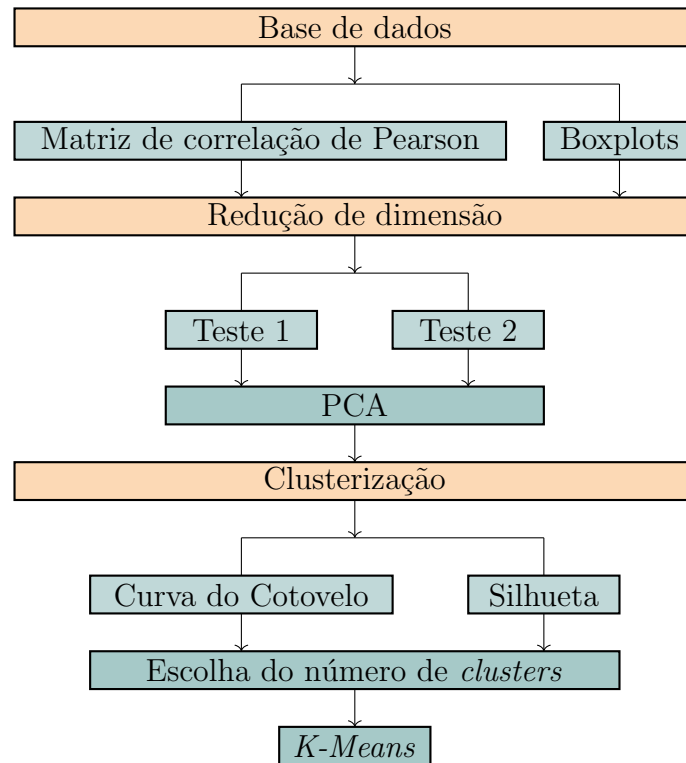 Base de dados
Matriz de correlação de Pearson
Boxplots
Redução de dimensão
Teste 1
Teste 2
PCA
Clusterização
Curva do Cotovelo
Silhueta
Escolha do número de clusters
K-Means